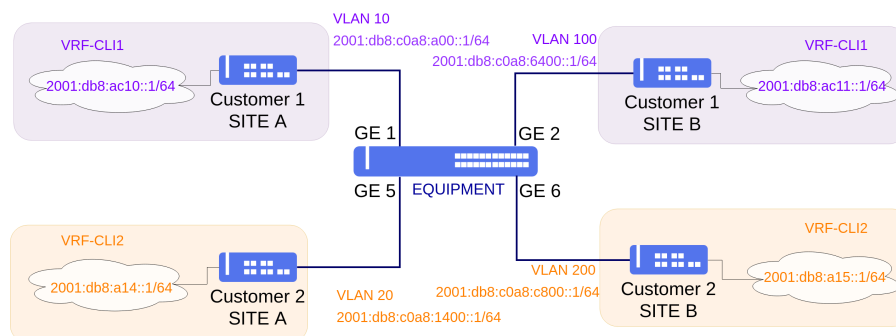 VLAN 10
2001:db8:c0a8:a00::1/64
VRF-CLI1
2001:db8:ac10::1/64
Customer 1
SITE A
VLAN 100
2001:db8:c0a8:6400::1/64
VRF-CLI1
2001:db8:ac11::1/64
Customer 1
SITE B
GE 1
GE 2
EQUIPMENT
GE 5
GE 6
VRF-CLI2
2001:db8:a14::1/64
Customer 2
SITE A
VLAN 20
2001:db8:c0a8:1400::1/64
VLAN 200
2001:db8:c0a8:c800::1/64
VRF-CLI2
2001:db8:a15::1/64
Customer 2
SITE B